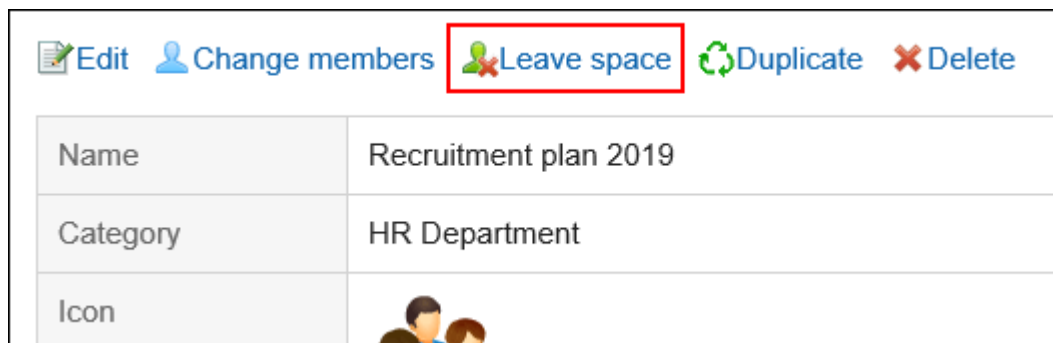 Edit Change members Leave space Duplicate Delete
Name Recruitment plan 2019
Category HR Department
Icon